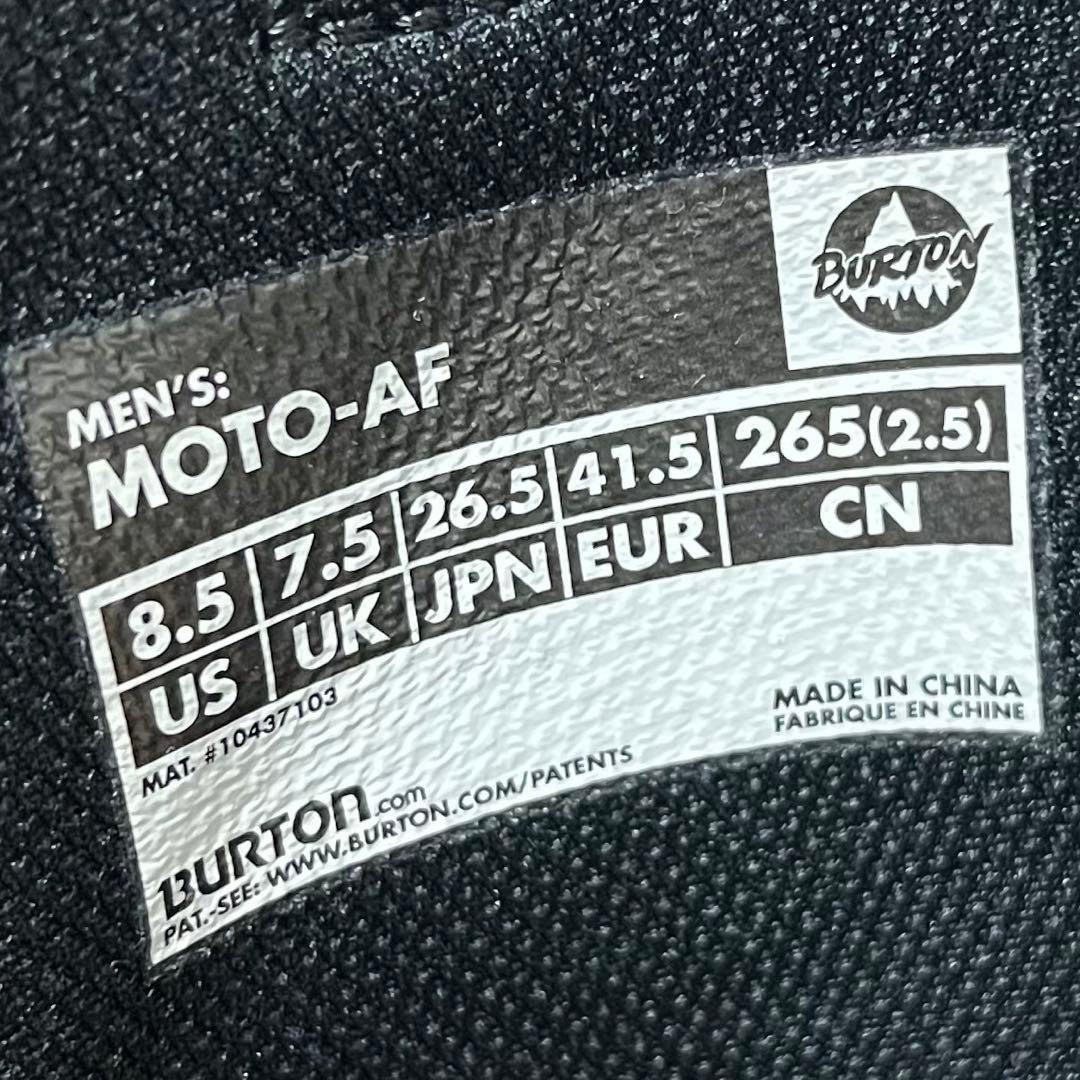 BURTON
MEN'S:
MOTO-AF
8.5 7.5 26.5 41.5 265(2.5)
US UK JPN EUR CN
MAT. #10437103
MADE IN CHINA
FABRIQUE EN CHINE
BURTON.com
PAT.-SEE: WWW.BURTON.COM/PATENTS